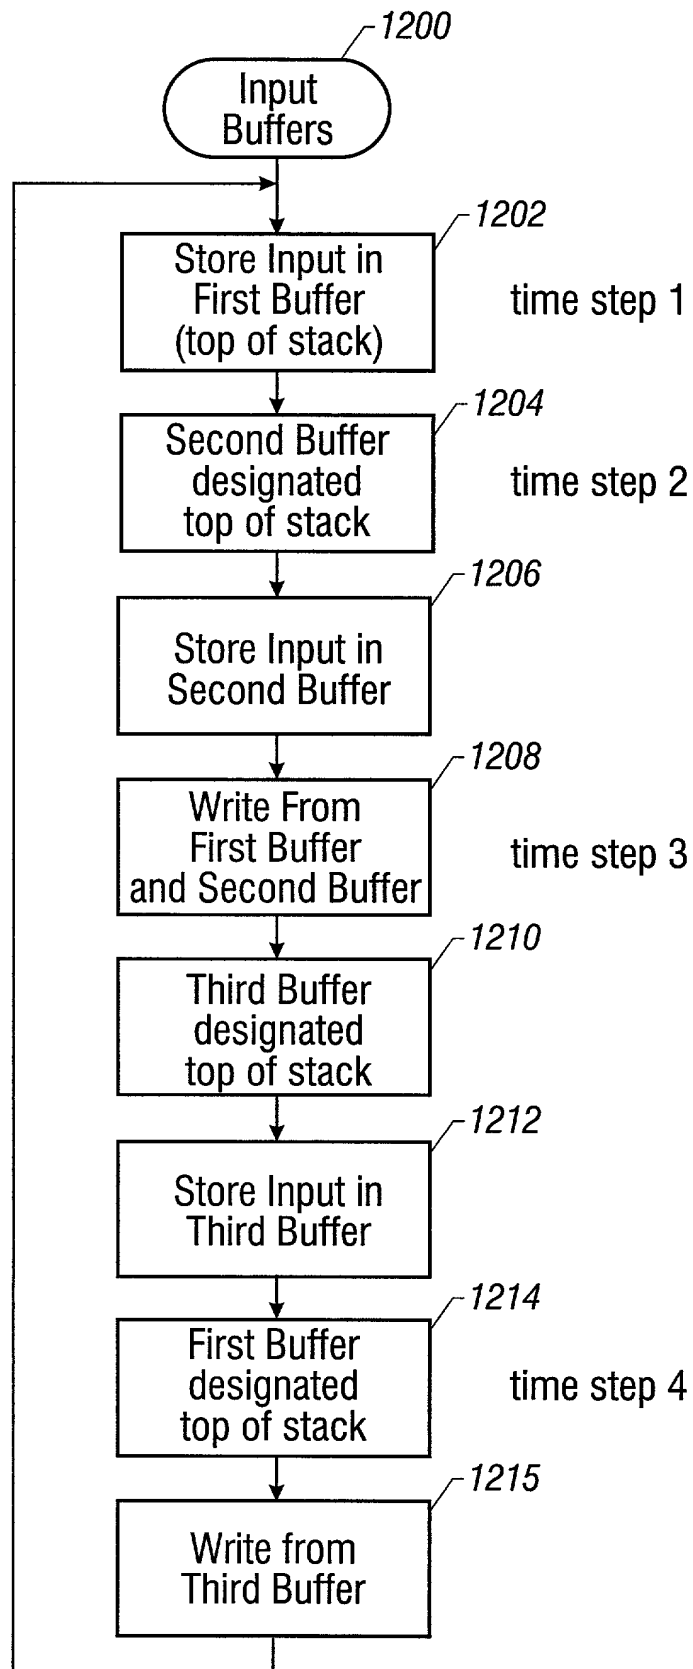 1200
Input
Buffers
1202
Store Input in
First Buffer
(top of stack)
time step 1
1204
Second Buffer
designated
top of stack
time step 2
1206
Store Input in
Second Buffer
1208
Write From
First Buffer
and Second Buffer
time step 3
1210
Third Buffer
designated
top of stack
1212
Store Input in
Third Buffer
1214
First Buffer
designated
top of stack
time step 4
1215
Write from
Third Buffer